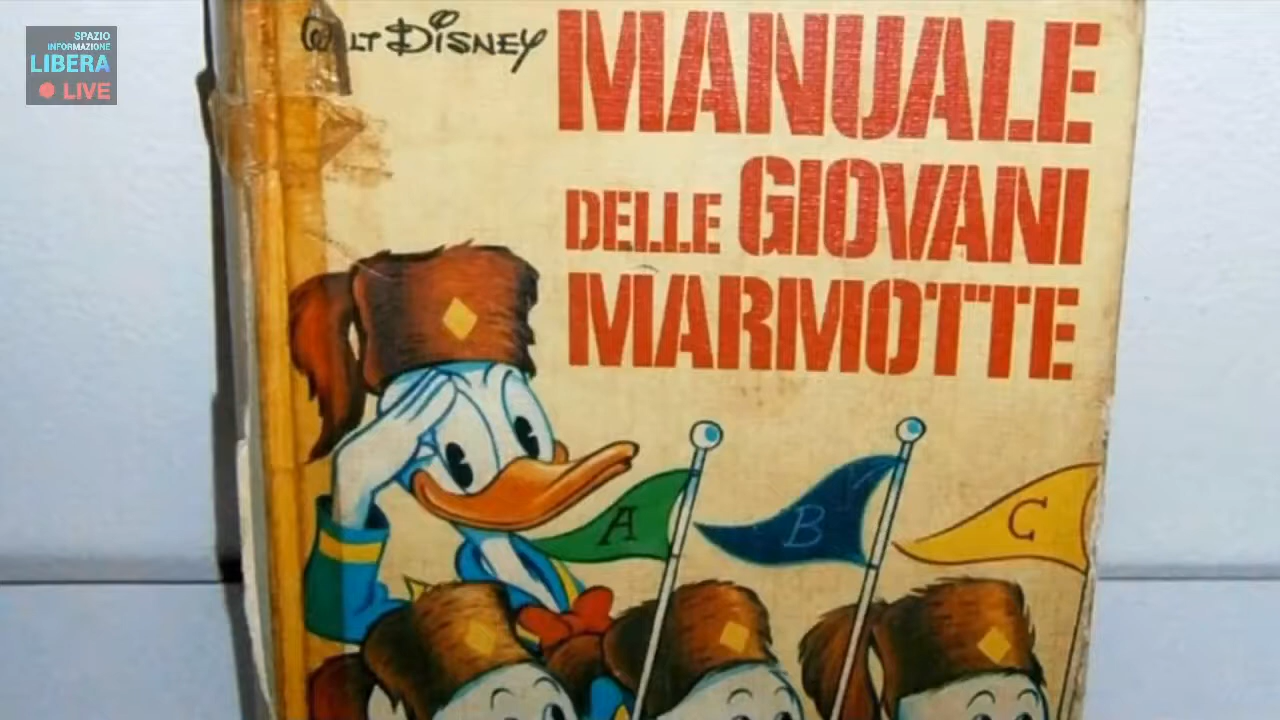 SPAZIO
INFORMAZIONE
LIBERA
LIVE
WALT DISNEY
MANUALE
DELLE GIOVANI
MARMOTTE
A B C